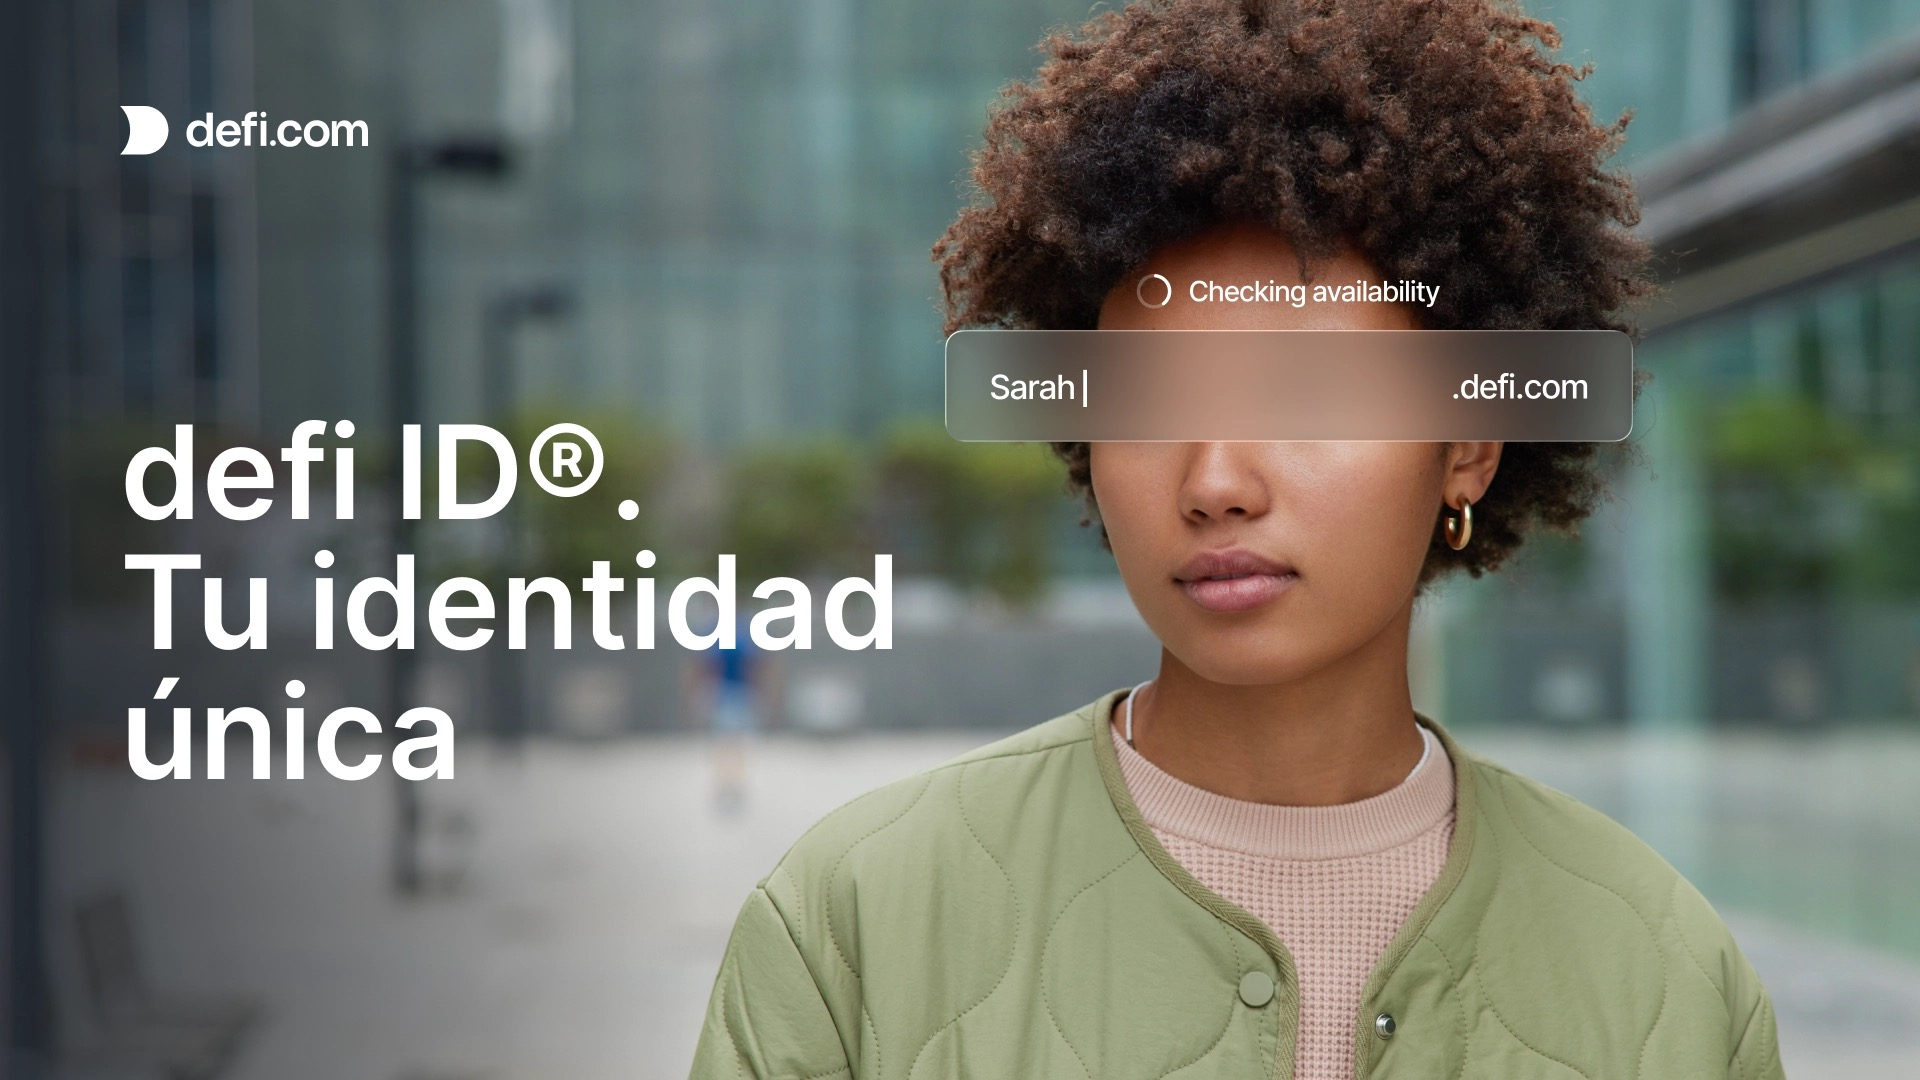 defi.com
Checking availability
Sarah .defi.com
defi ID®.
Tu identidad
única